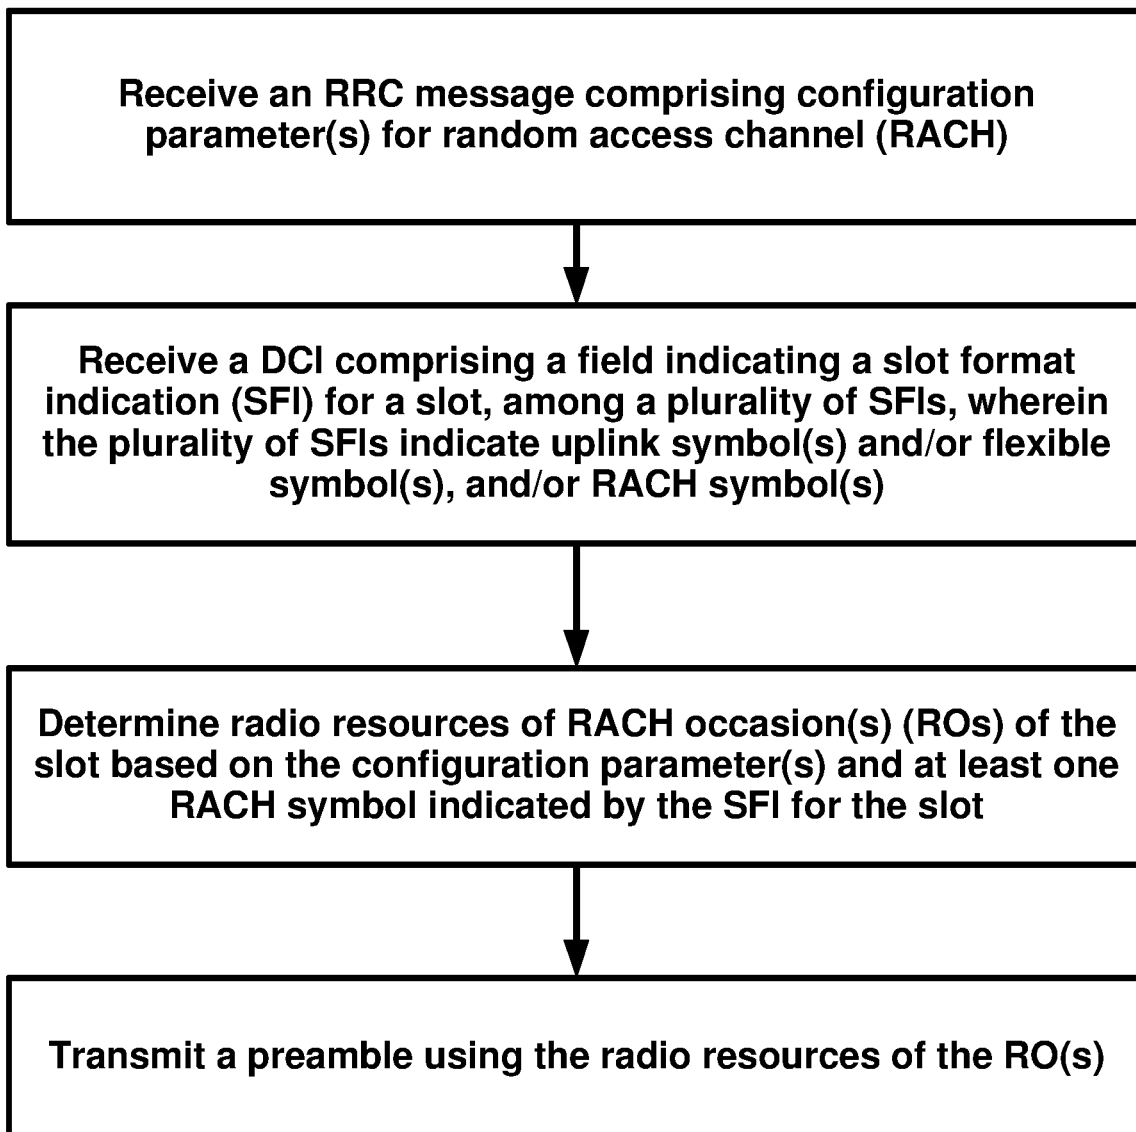 Receive an RRC message comprising configuration
parameter(s) for random access channel (RACH)
Receive a DCI comprising a field indicating a slot format
indication (SFI) for a slot, among a plurality of SFIs, wherein
the plurality of SFIs indicate uplink symbol(s) and/or flexible
symbol(s), and/or RACH symbol(s)
Determine radio resources of RACH occasion(s) (ROs) of the
slot based on the configuration parameter(s) and at least one
RACH symbol indicated by the SFI for the slot
Transmit a preamble using the radio resources of the RO(s)